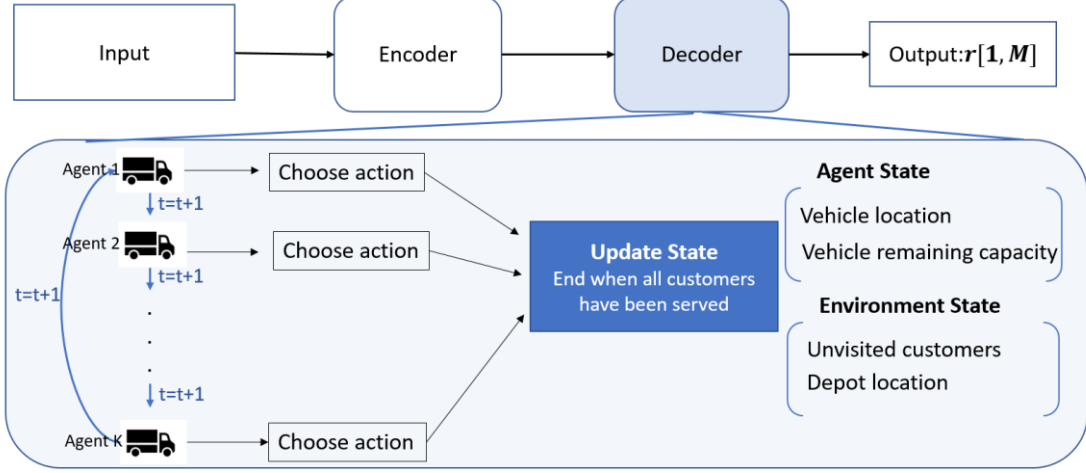 Input
Encoder
Decoder
Output:r[1, M]
Agent 1
Choose action
t=t+1
Agent 2
Choose action
t=t+1
t=t+1
.
.
.
t=t+1
Agent K
Choose action
Update State
End when all customers
have been served
Agent State
Vehicle location
Vehicle remaining capacity
Environment State
Unvisited customers
Depot location